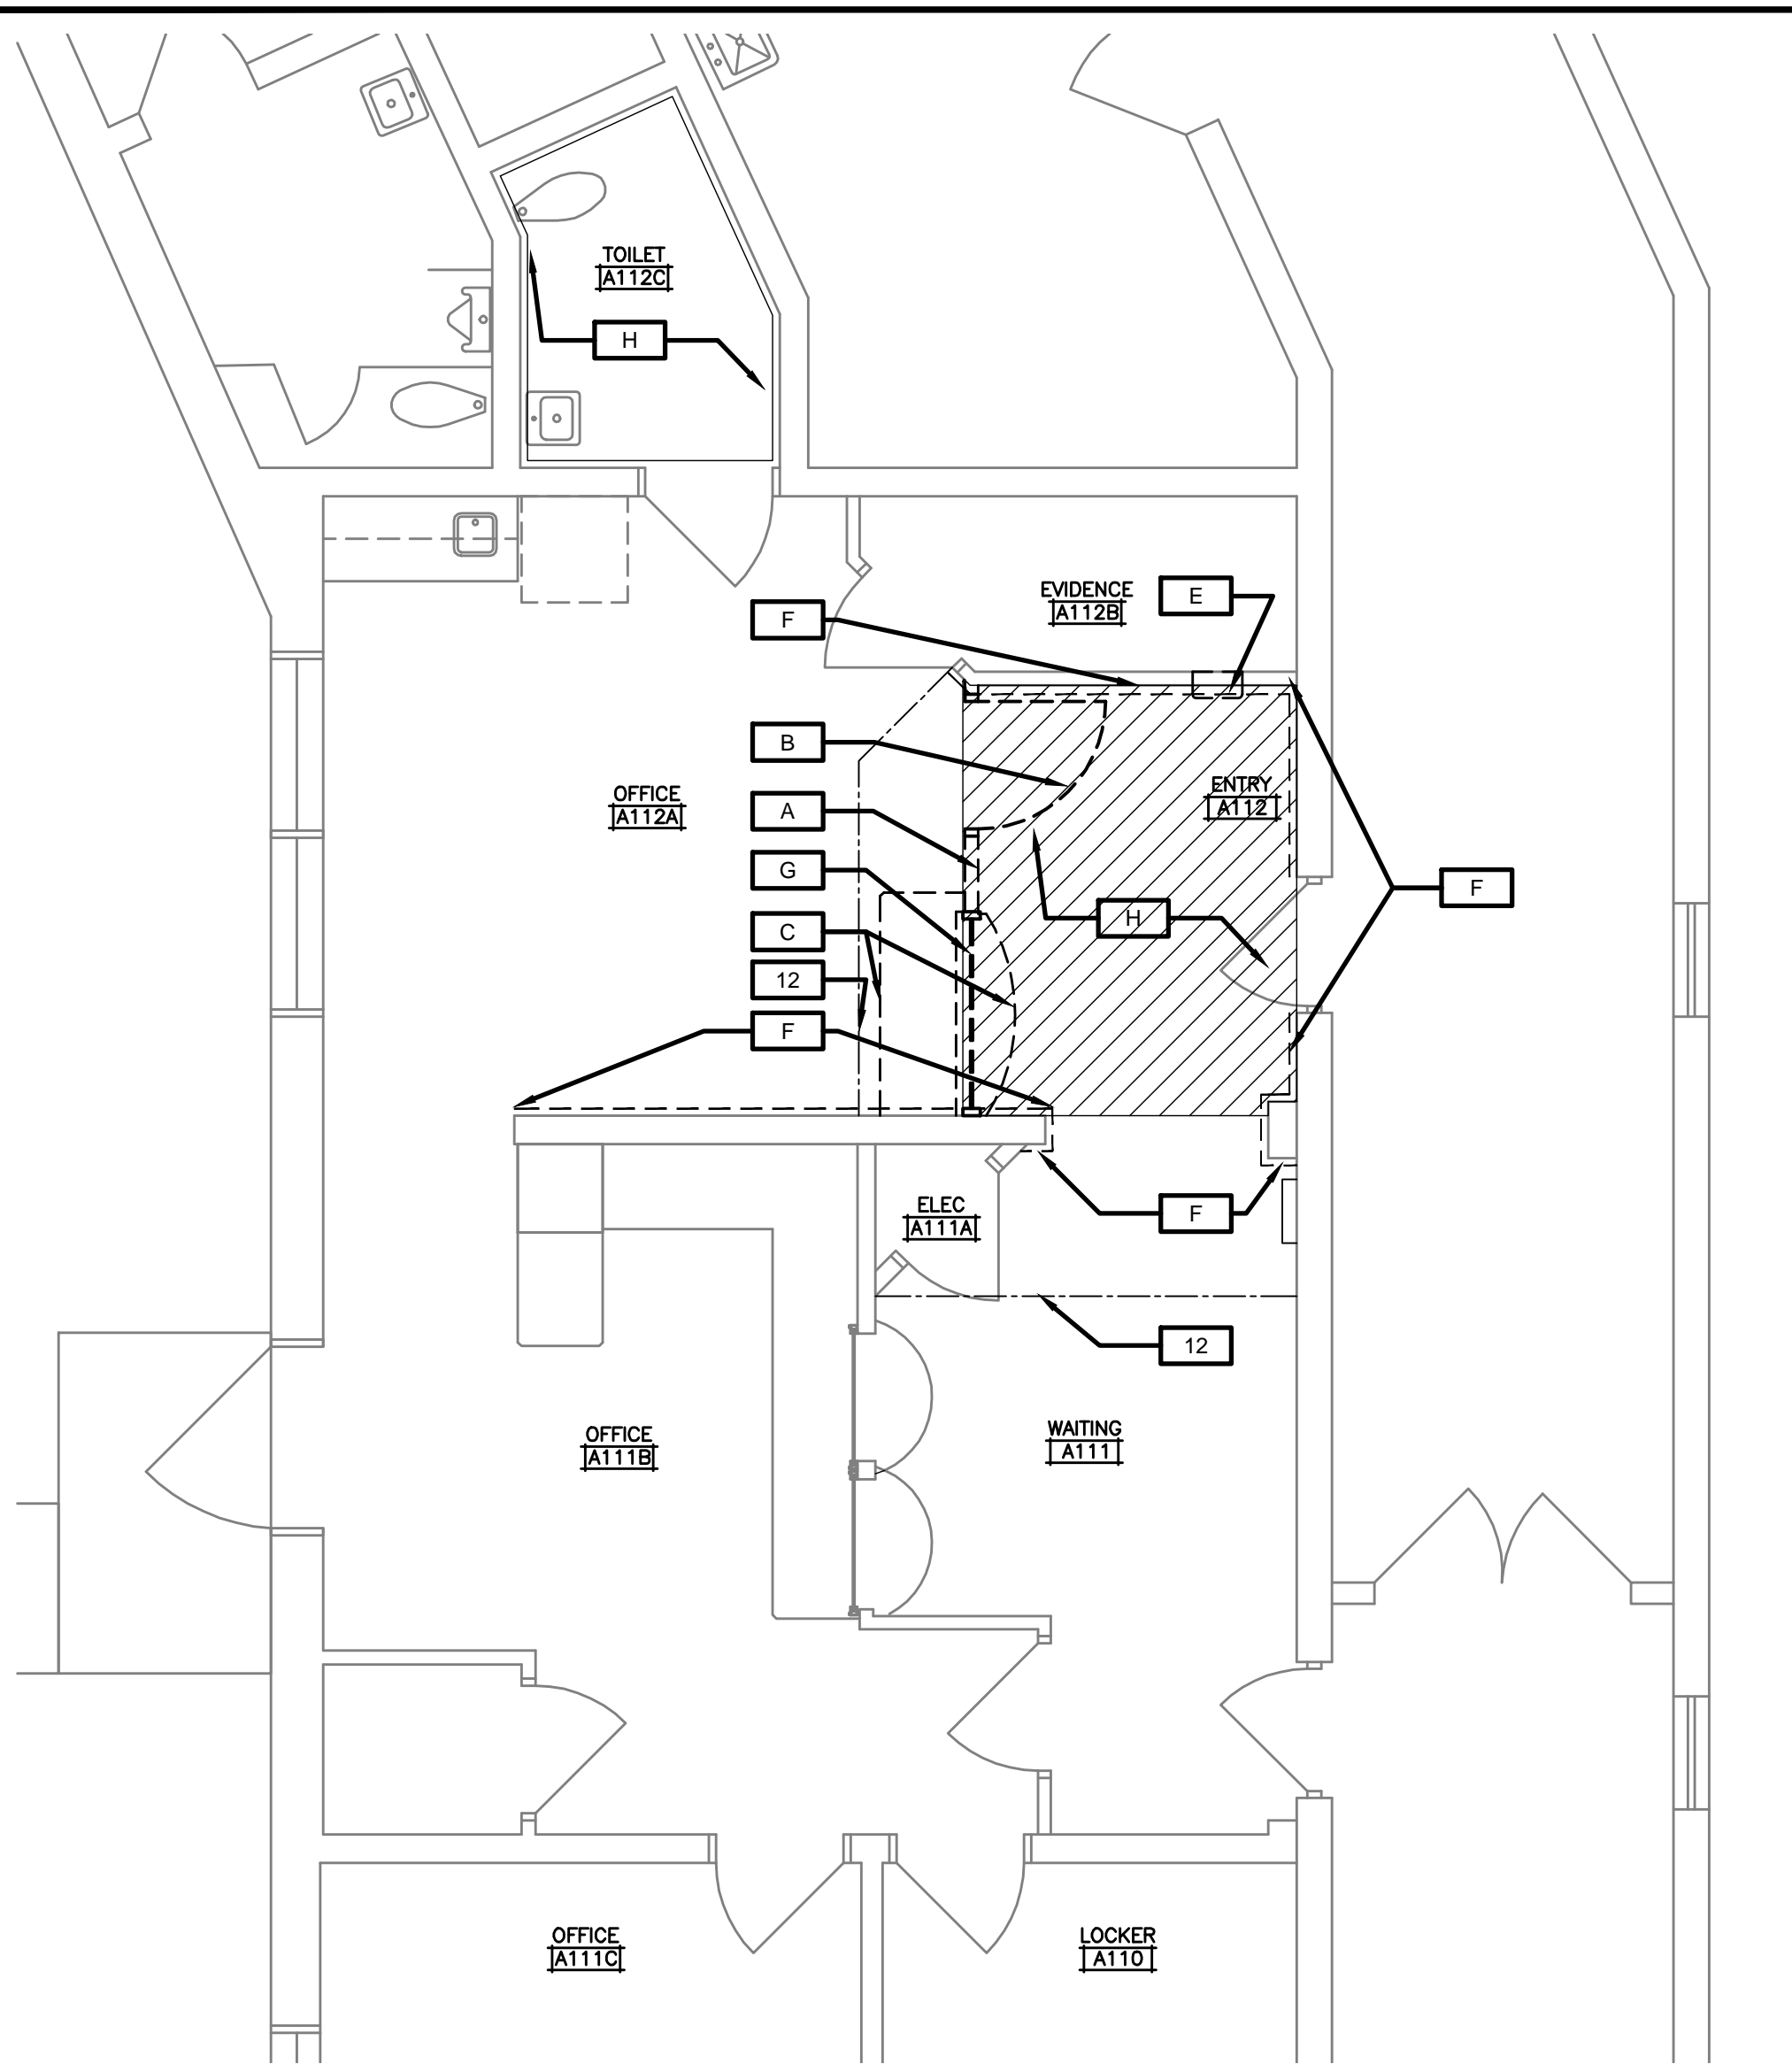 TOILET
A112C
H
EVIDENCE
A112B
E
F
B
ENTRY
A112
OFFICE
A112A
A
G
F
H
C
12
F
ELEC
A111A
F
12
WAITING
A111
OFFICE
A111B
OFFICE
A111C
LOCKER
A110